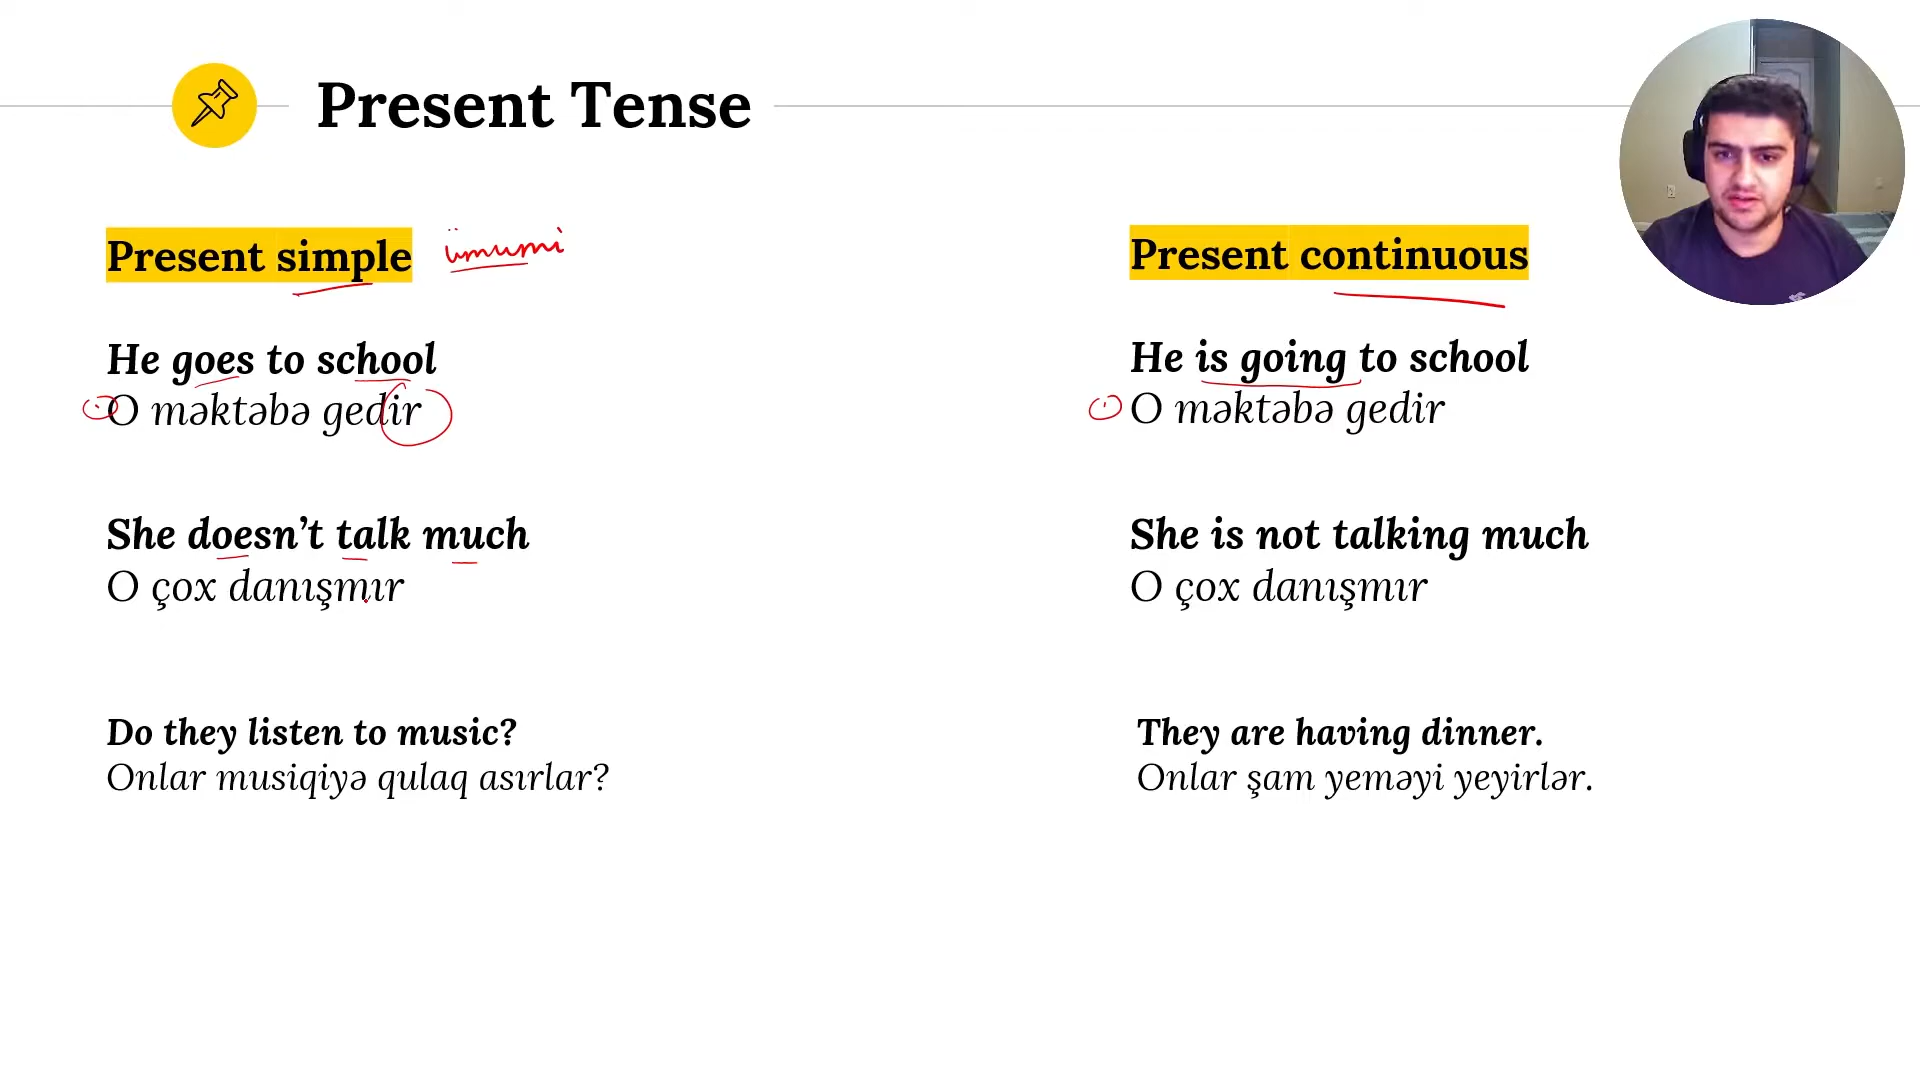 Present Tense
Present simple ümumi
He goes to school
O məktəbə gedir
She doesn’t talk much
O çox danışmır
Do they listen to music?
Onlar musiqiyə qulaq asırlar?
Present continuous
He is going to school
O məktəbə gedir
She is not talking much
O çox danışmır
They are having dinner.
Onlar şam yeməyi yeyirlər.